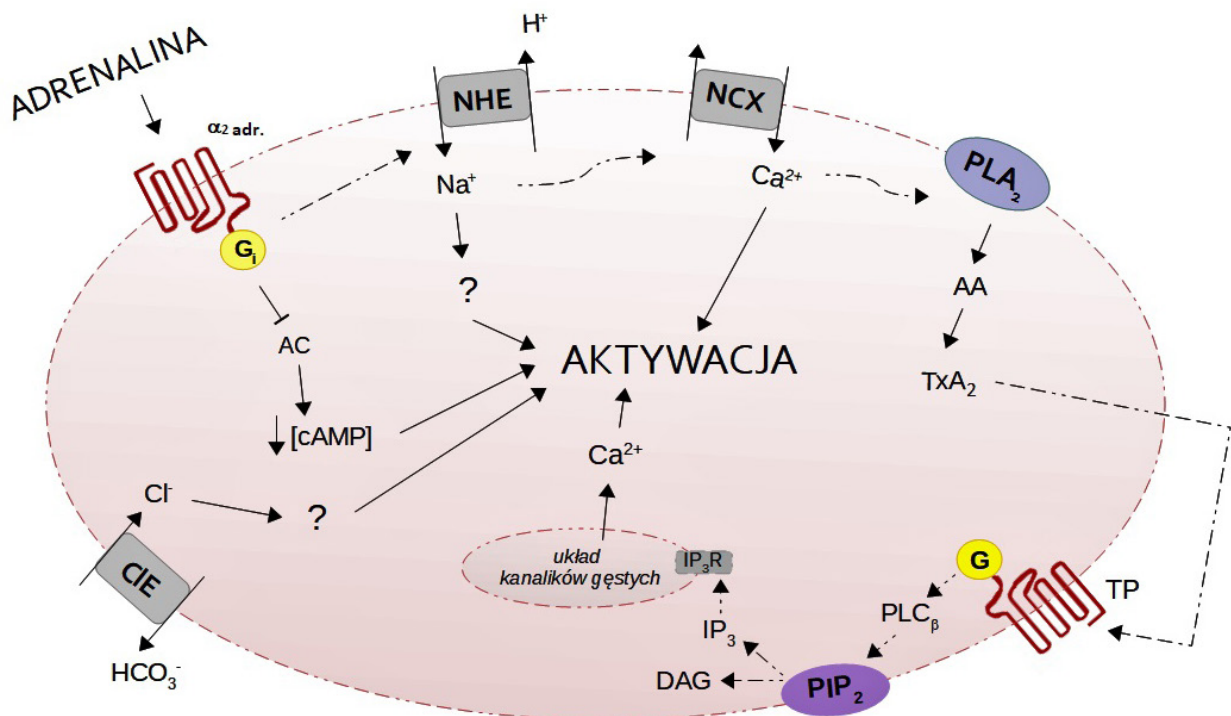 H⁺
ADRENALINA
NHE
NCX
α₂ adr.
PLA₂
Na⁺
Ca²⁺
Gᵢ
?
AA
AC
AKTYWACJA
TxA₂
[cAMP]
Ca²⁺
Cl⁻
?
układ
kanalików gęstych
IP₃R
G
ClE
TP
PLCᵦ
IP₃
HCO₃⁻
DAG
PIP₂